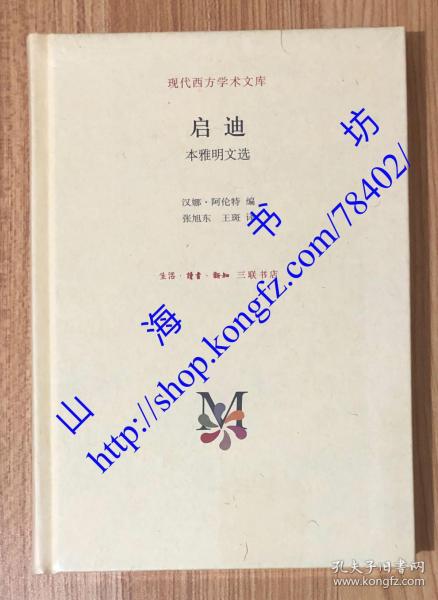 现代西方学术文库
启迪
本雅明文选
汉娜·阿伦特 编
张旭东 王斑 译
生活·讀書·新知 三联书店
M
山海书坊
http://shop.kongfz.com/78402/
孔夫子旧书网
www.kongfz.com